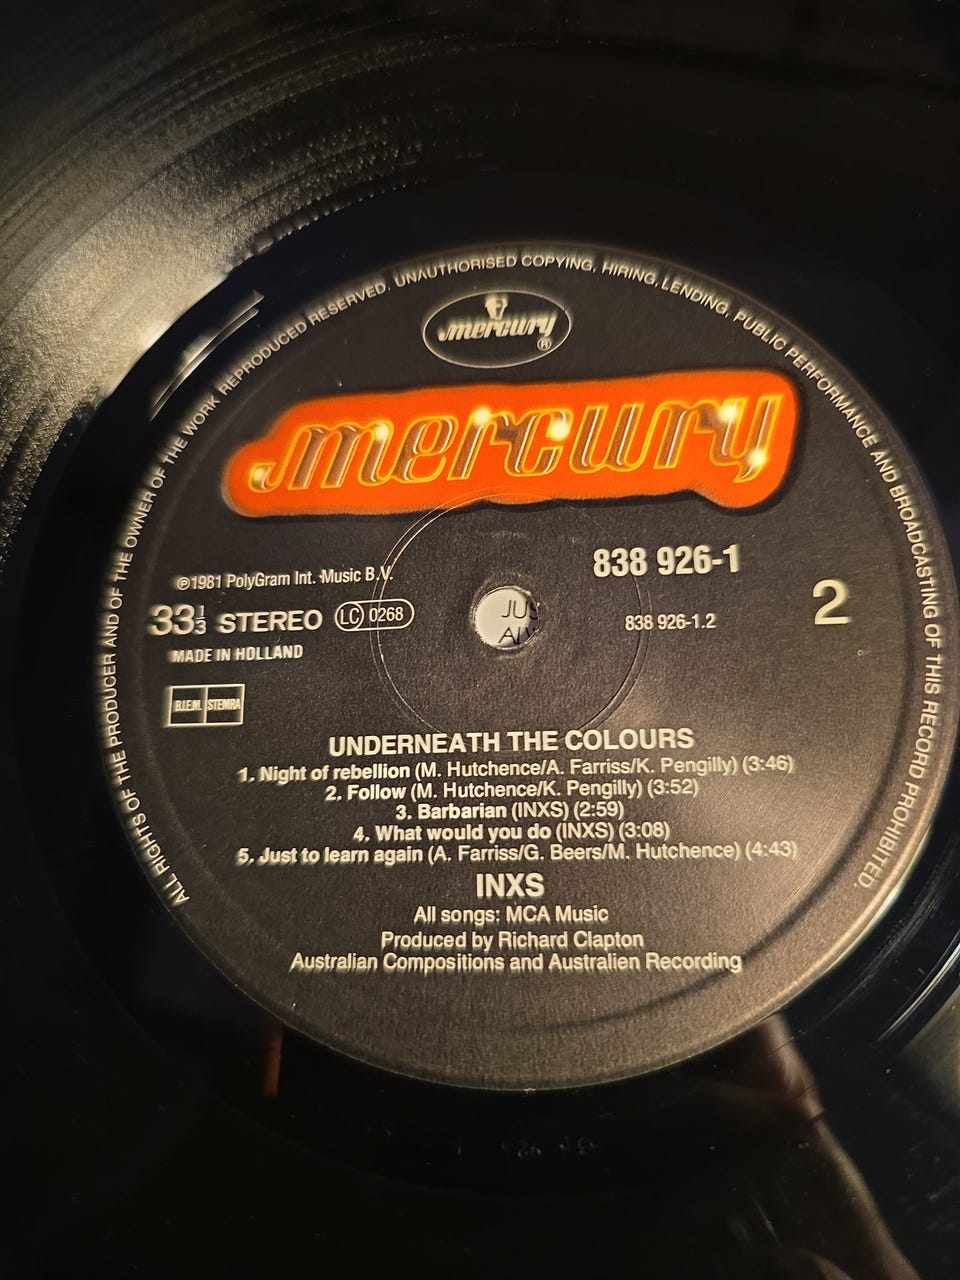 ALL RIGHTS OF THE PRODUCER AND OF THE OWNER OF THE WORK REPRODUCED RESERVED. UNAUTHORISED COPYING, HIRING, LENDING, PUBLIC PERFORMANCE AND BROADCASTING OF THIS RECORD PROHIBITED.
mercury ®
mercury
℗1981 PolyGram Int. Music B.V.
838 926-1
33⅓ STEREO LC 0268
838 926-1.2
2
MADE IN HOLLAND
B.I.E.M. STEMRA
JUS
UNDERNEATH THE COLOURS
1. Night of rebellion (M. Hutchence/A. Farriss/K. Pengilly) (3:46)
2. Follow (M. Hutchence/K. Pengilly) (3:52)
3. Barbarian (INXS) (2:59)
4. What would you do (INXS) (3:08)
5. Just to learn again (A. Farriss/G. Beers/M. Hutchence) (4:43)
INXS
All songs: MCA Music
Produced by Richard Clapton
Australian Compositions and Australien Recording